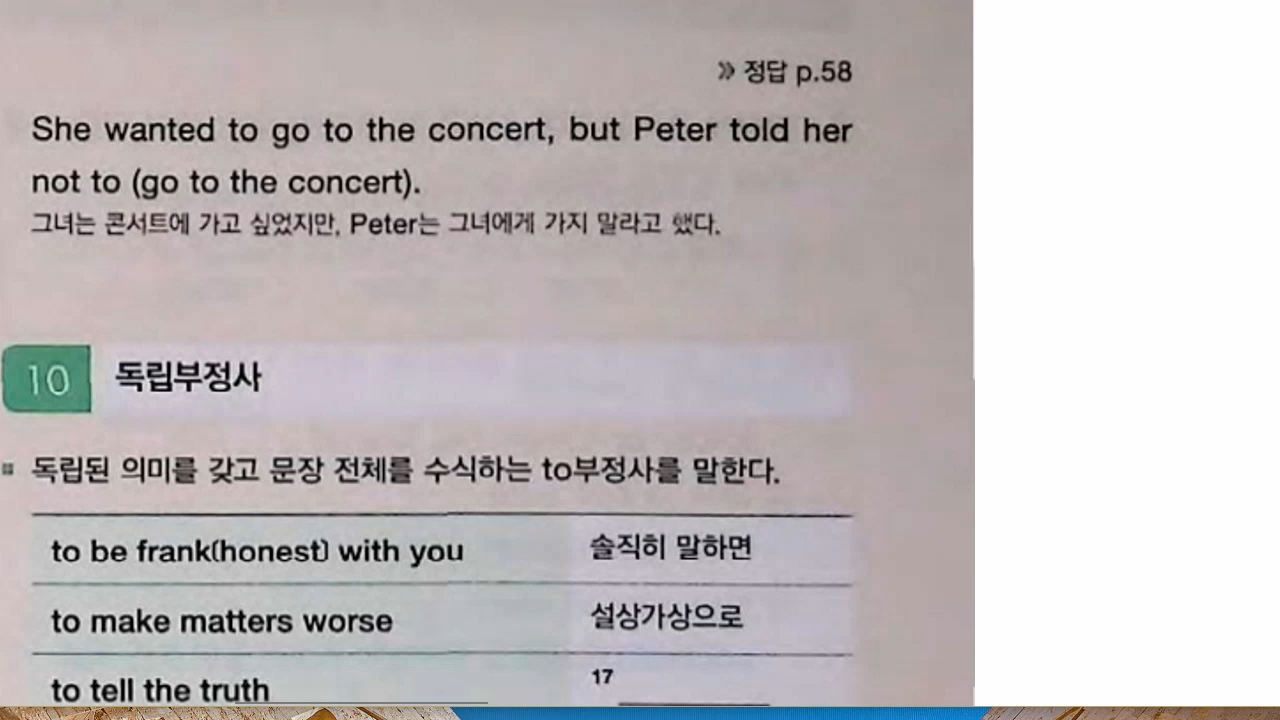 》 정답 p.58
She wanted to go to the concert, but Peter told her
not to (go to the concert).
그녀는 콘서트에 가고 싶었지만, Peter는 그녀에게 가지 말라고 했다.
10 독립부정사
독립된 의미를 갖고 문장 전체를 수식하는 to부정사를 말한다.
to be frank(honest) with you 솔직히 말하면
to make matters worse 설상가상으로
to tell the truth 17